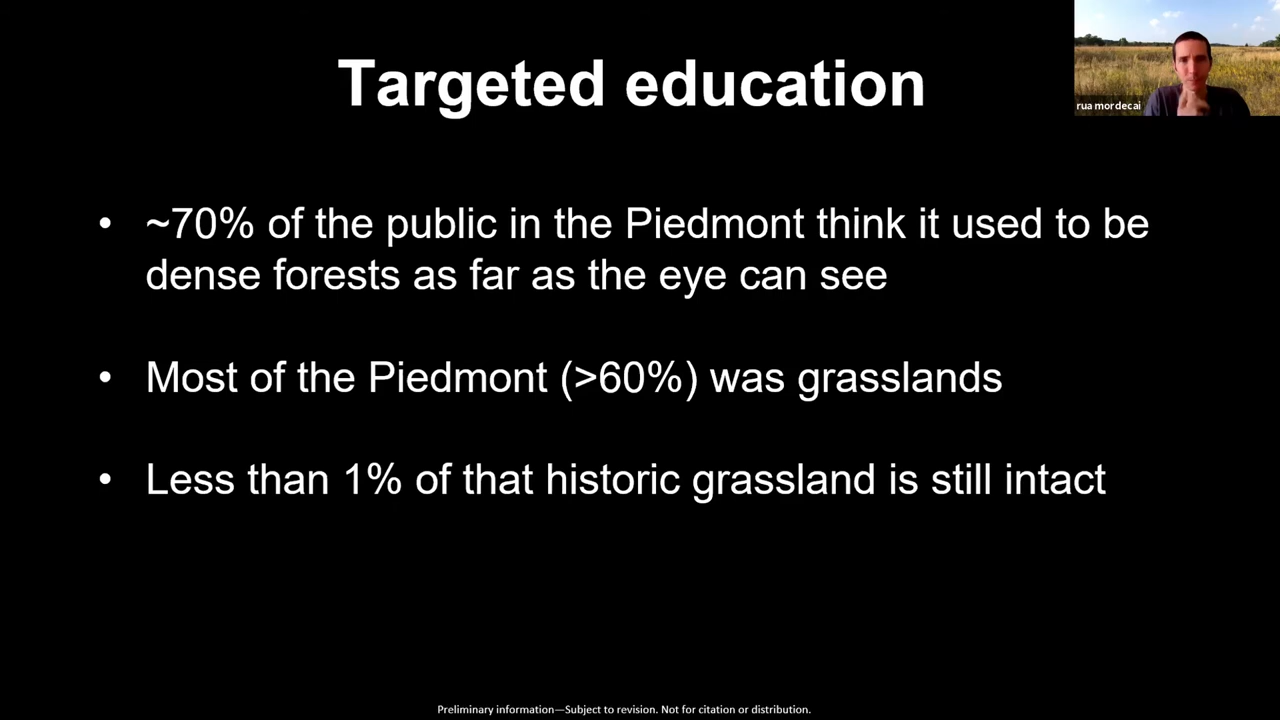 Targeted education
rua mordecai
• ~70% of the public in the Piedmont think it used to be
dense forests as far as the eye can see
• Most of the Piedmont (>60%) was grasslands
• Less than 1% of that historic grassland is still intact
Preliminary information—Subject to revision. Not for citation or distribution.